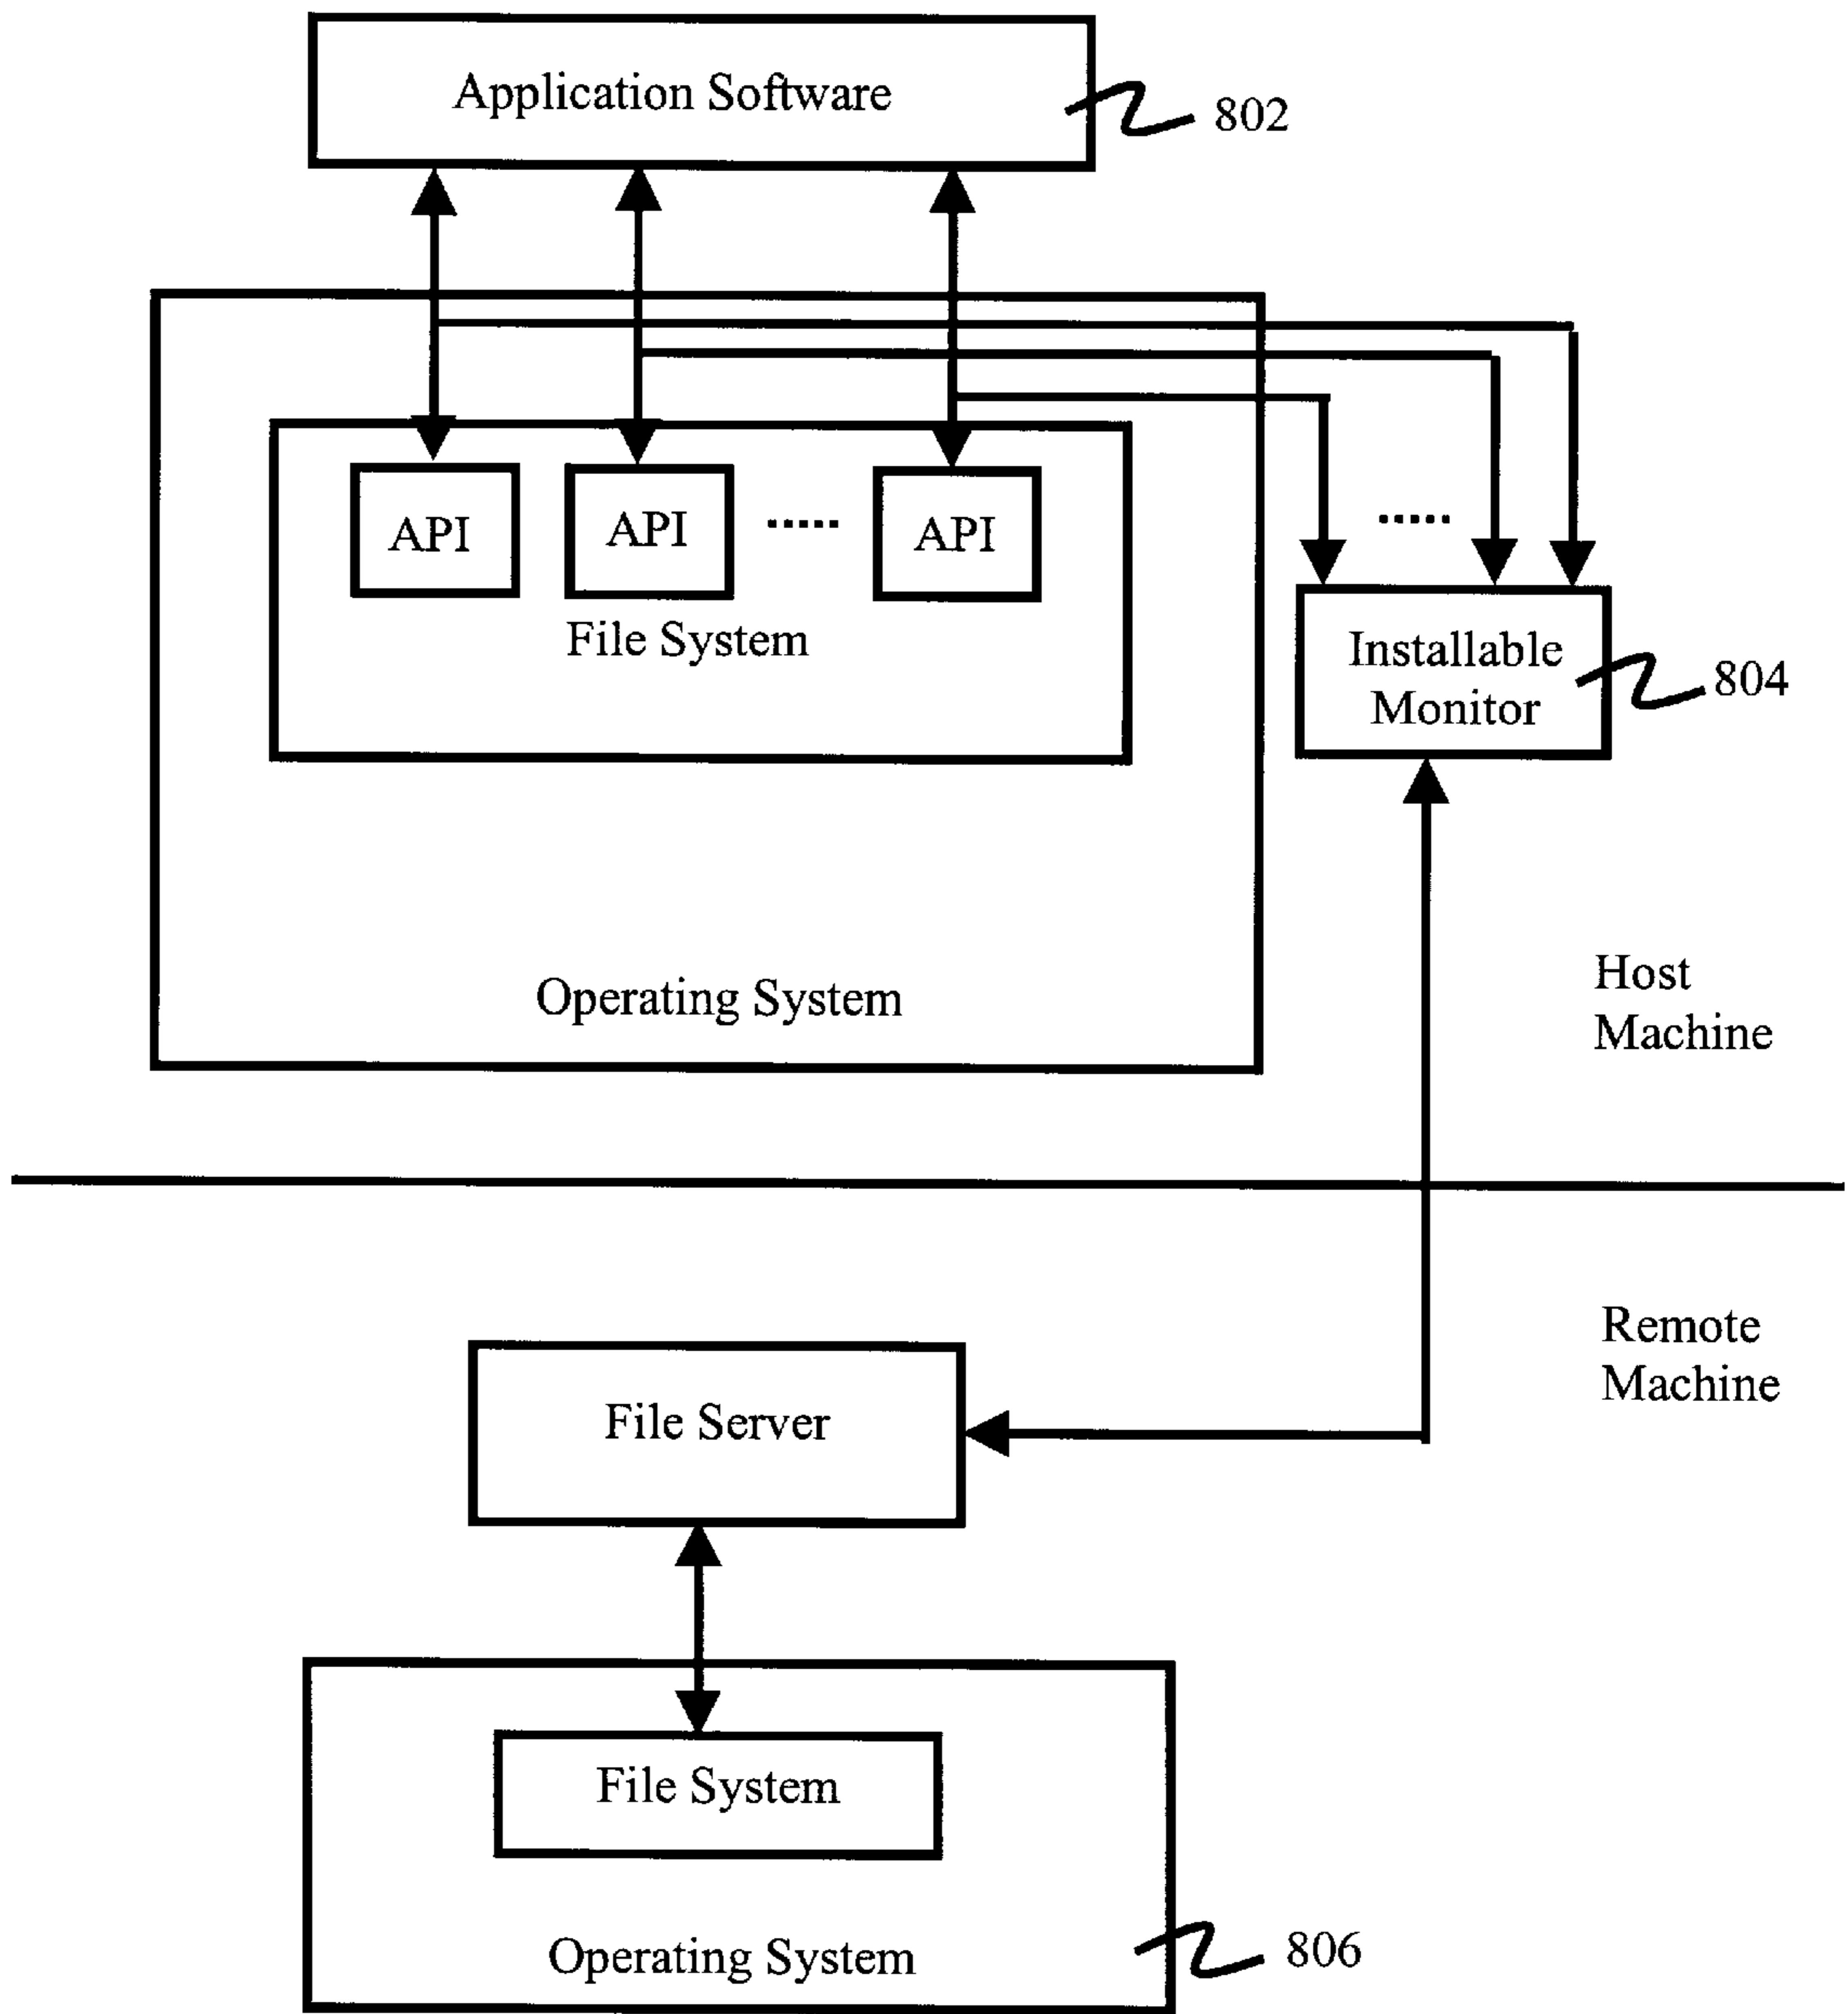 Application Software
802
API
API
.....
API
.....
File System
Installable
Monitor
804
Operating System
Host
Machine
Remote
Machine
File Server
File System
Operating System
806